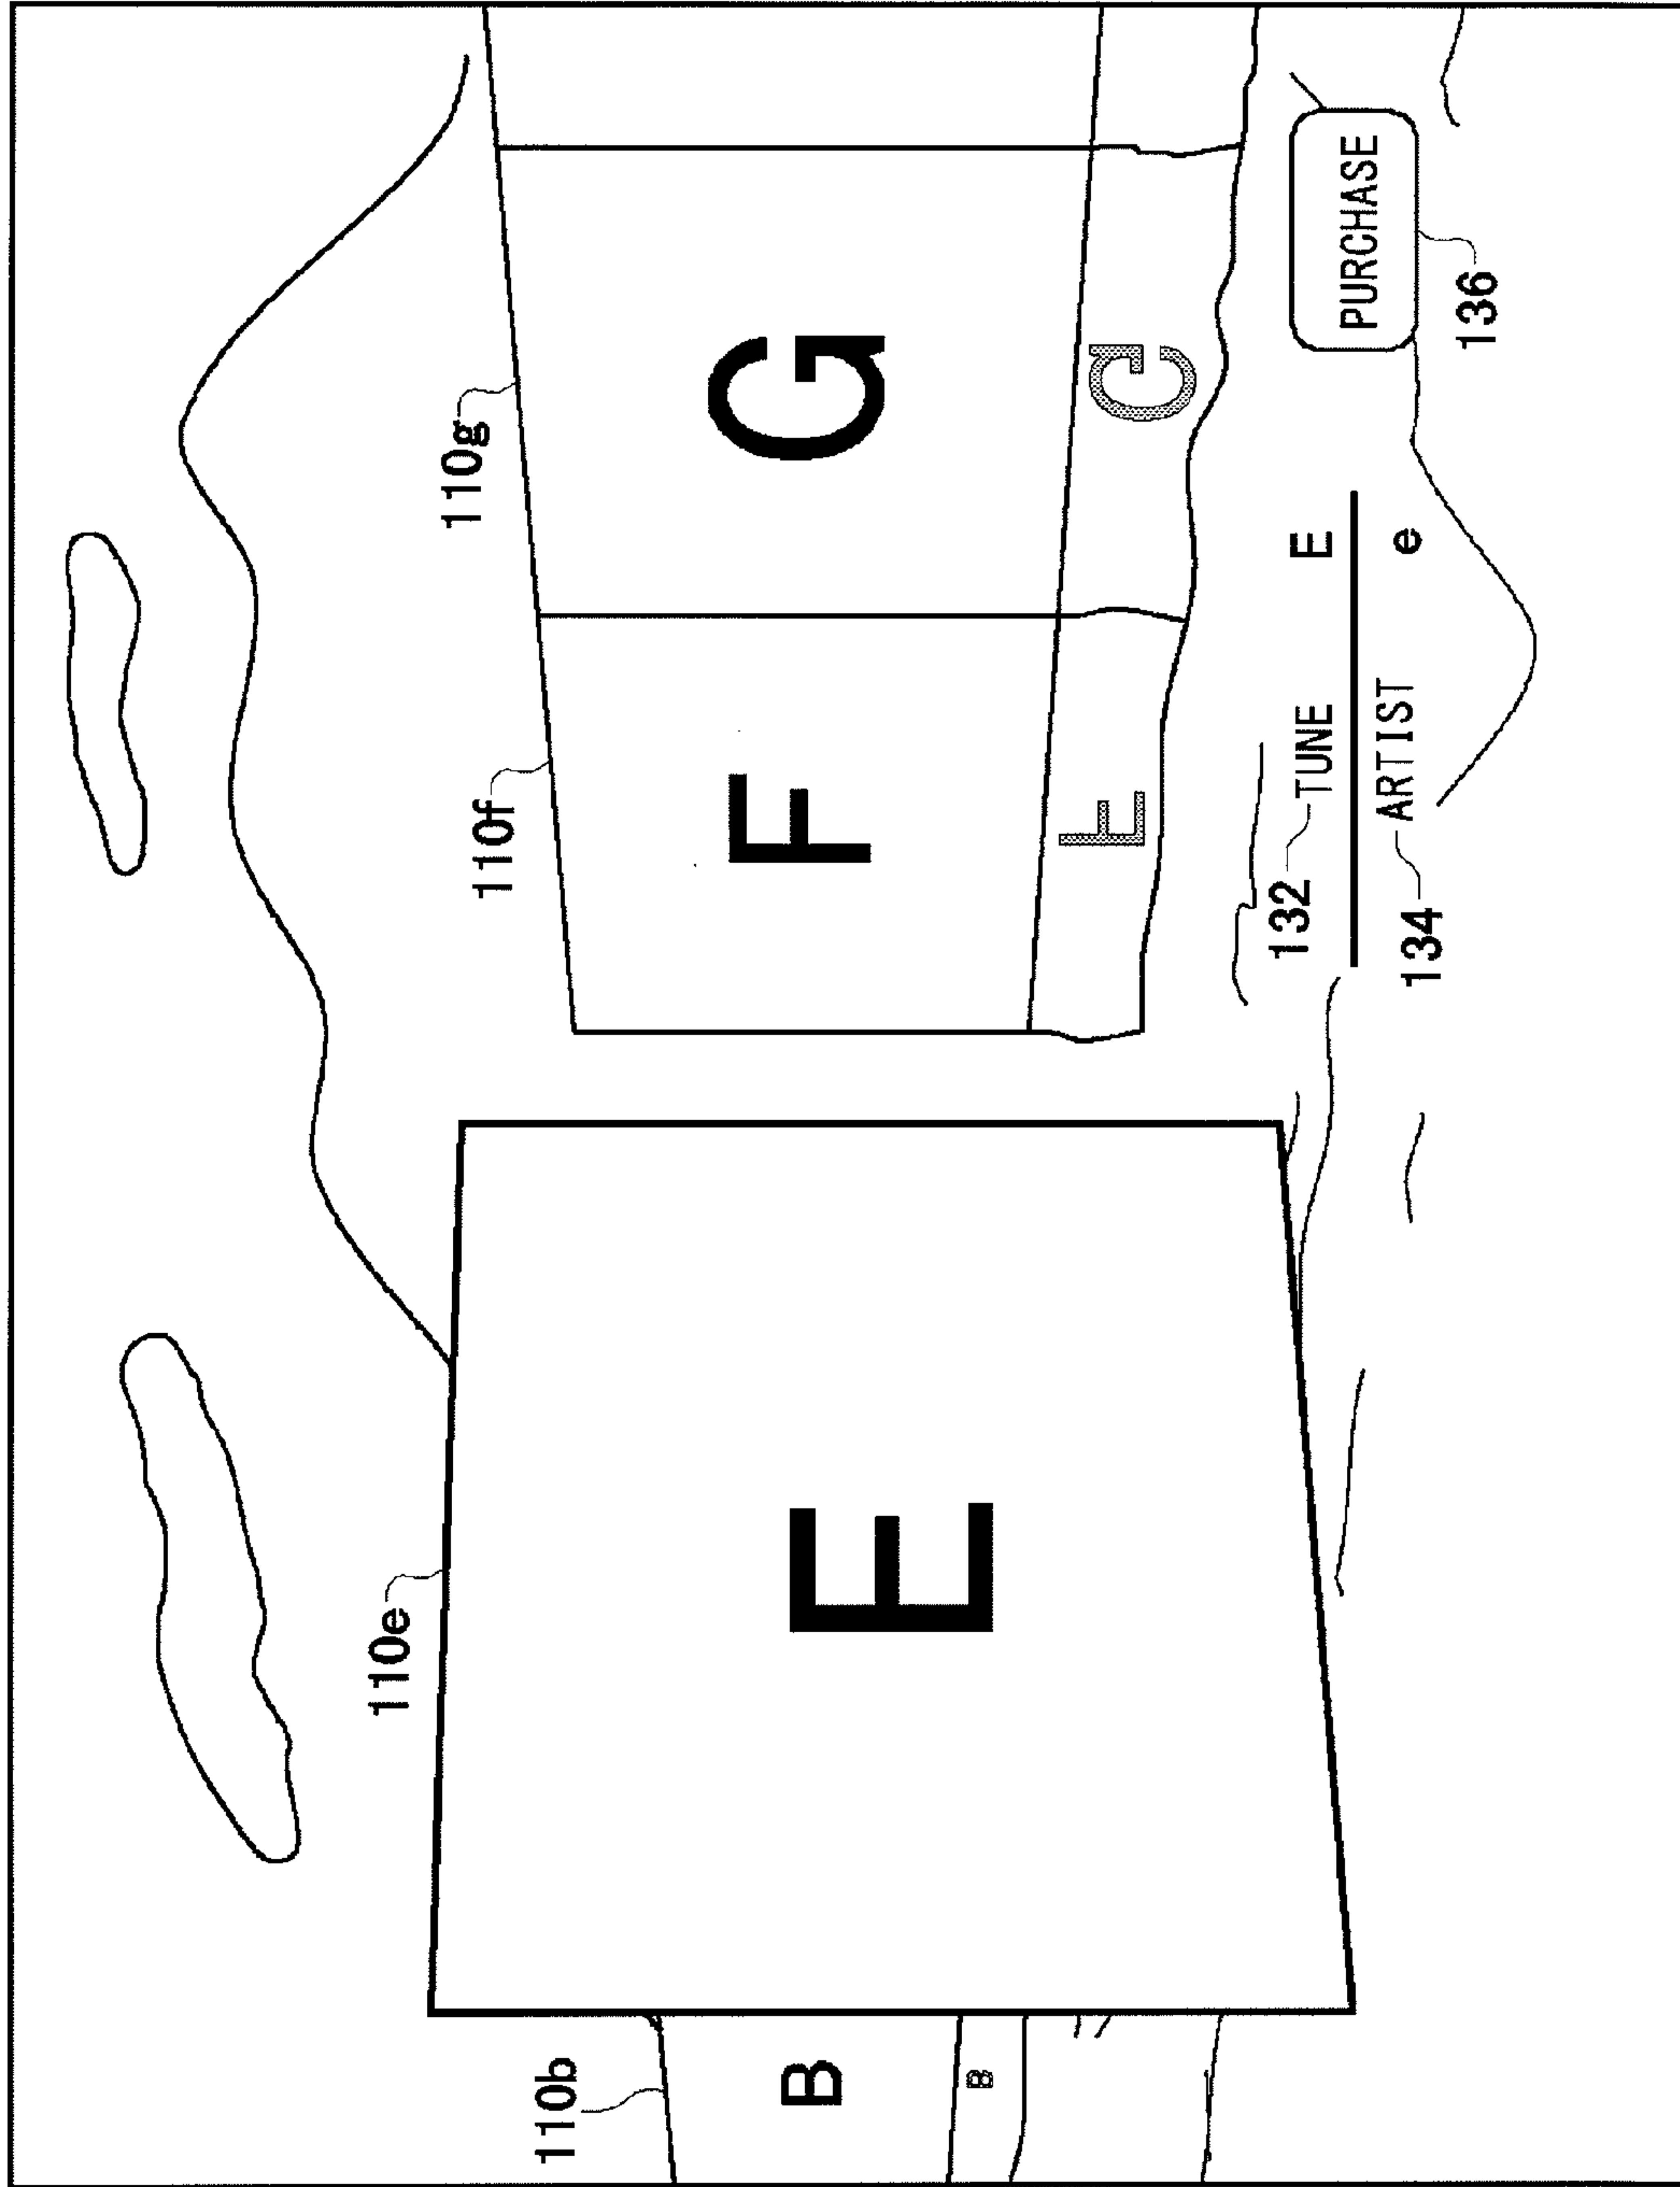 110b
B
B
110e
E
110f
F
F
110g
G
G
132 TUNE E
134 ARTIST e
PURCHASE
136